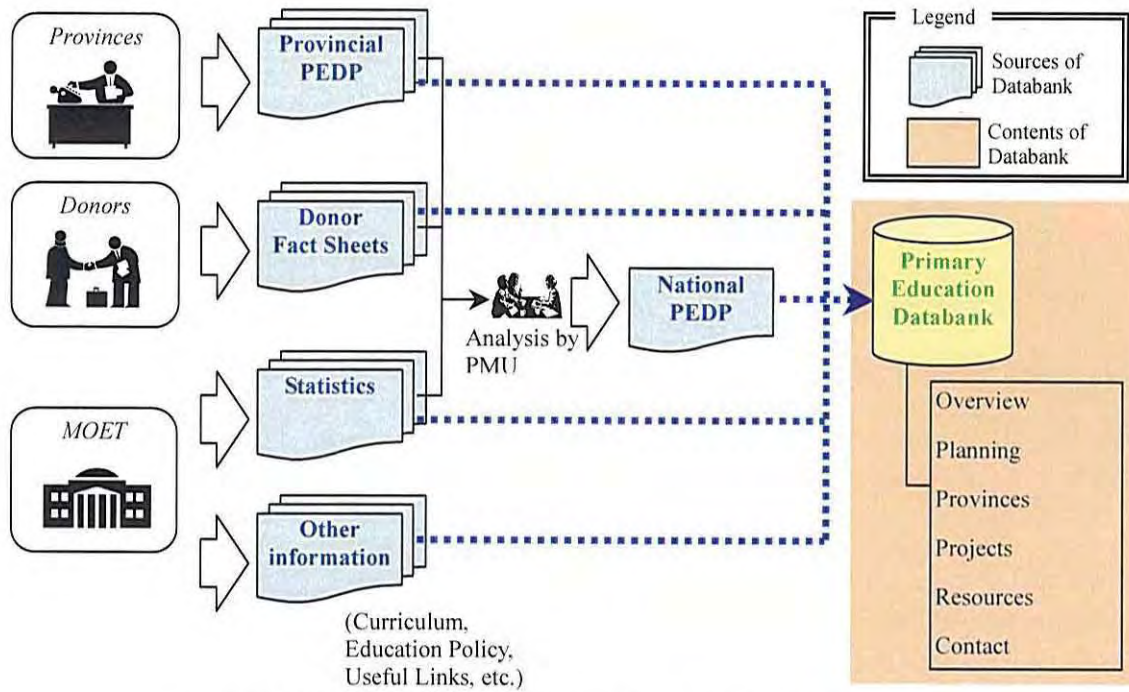 Provinces
Provincial
PEDP
Donors
Donor
Fact Sheets
MOET
Statistics
Other
information
(Curriculum,
Education Policy,
Useful Links, etc.)
Analysis by
PMU
National
PEDP
Legend
Sources of
Databank
Contents of
Databank
Primary
Education
Databank
Overview
Planning
Provinces
Projects
Resources
Contact